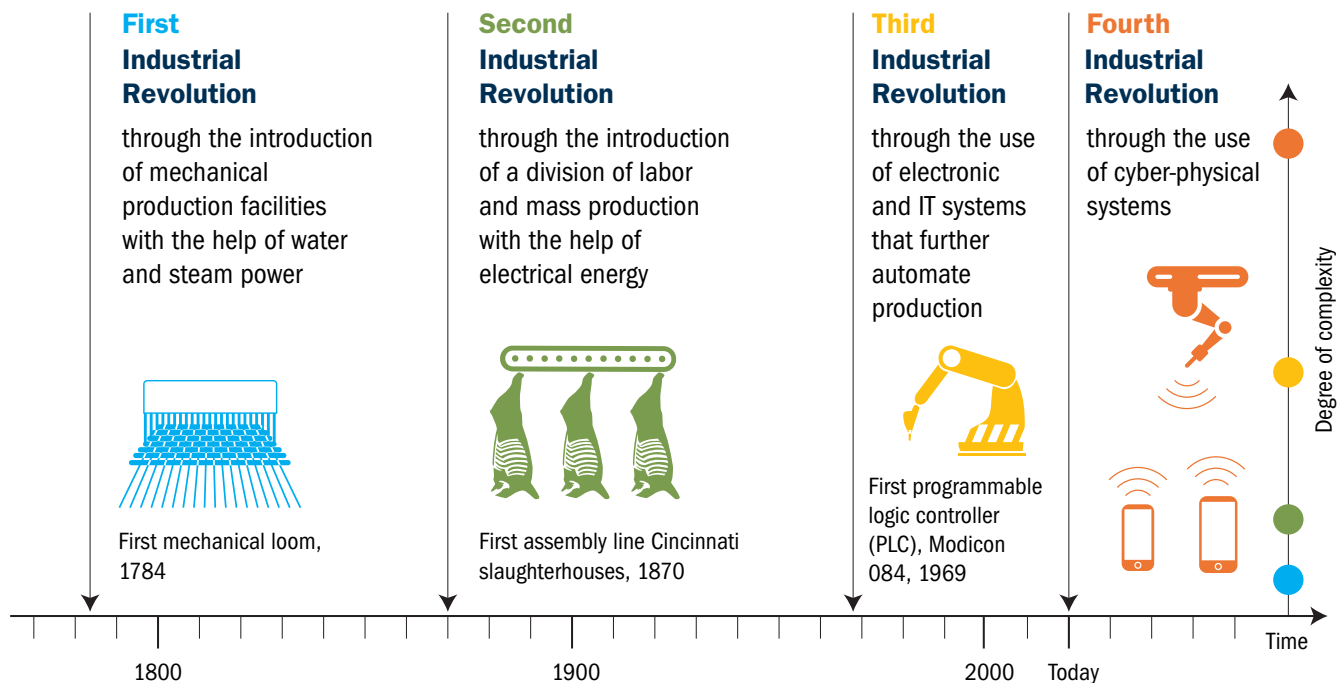 First
Industrial
Revolution
through the introduction
of mechanical
production facilities
with the help of water
and steam power
First mechanical loom,
1784
Second
Industrial
Revolution
through the introduction
of a division of labor
and mass production
with the help of
electrical energy
First assembly line Cincinnati
slaughterhouses, 1870
Third
Industrial
Revolution
through the use
of electronic
and IT systems
that further
automate
production
First programmable
logic controller
(PLC), Modicon
084, 1969
Fourth
Industrial
Revolution
through the use
of cyber-physical
systems
Degree of complexity
Time
1800
1900
2000
Today